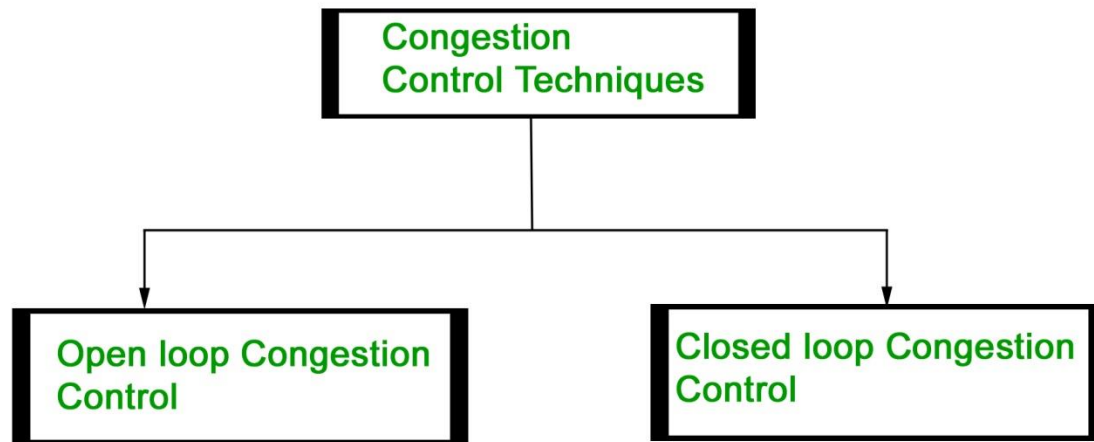 Congestion
Control Techniques
Open loop Congestion
Control
Closed loop Congestion
Control